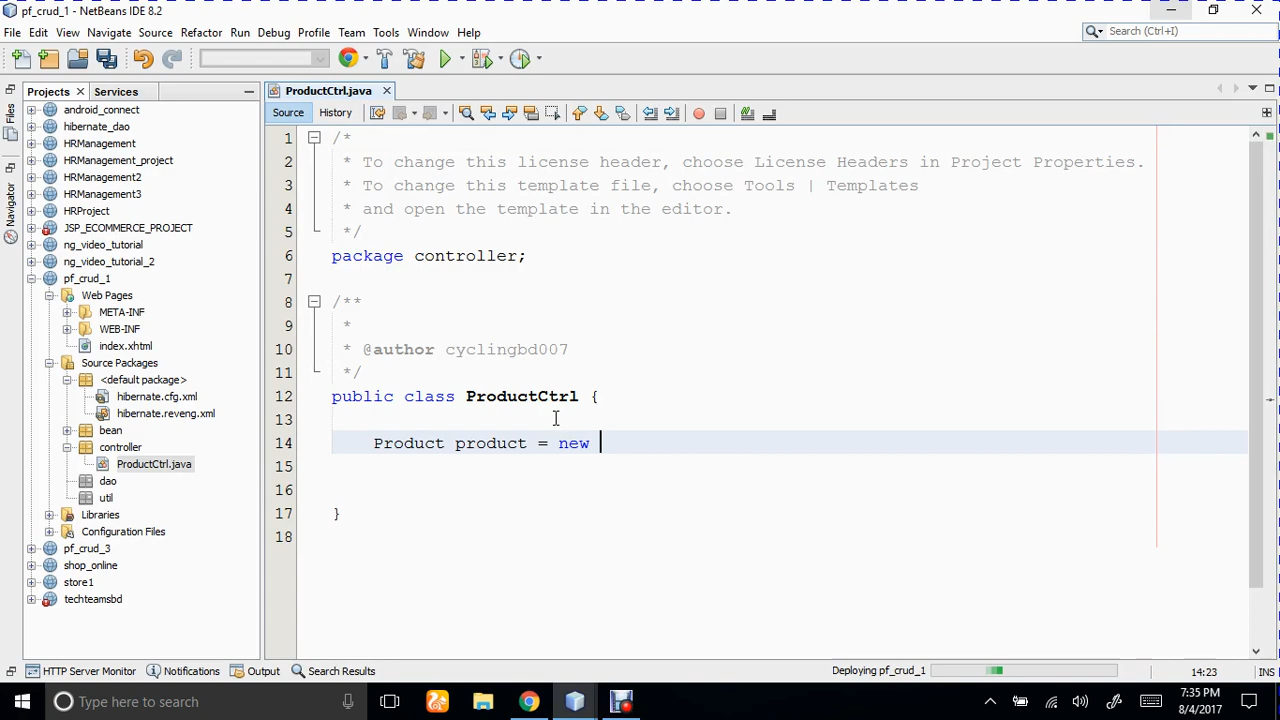 pf_crud_1 - NetBeans IDE 8.2
File Edit View Navigate Source Refactor Run Debug Profile Team Tools Window Help
Search (Ctrl+I)
Projects Services
ProductCtrl.java
Files
Navigator
Source History
android_connect
hibernate_dao
HRManagement
HRManagement_project
HRManagement2
HRManagement3
HRProject
JSP_ECOMMERCE_PROJECT
ng_video_tutorial
ng_video_tutorial_2
pf_crud_1
Web Pages
META-INF
WEB-INF
index.xhtml
Source Packages
<default package>
hibernate.cfg.xml
hibernate.reveng.xml
bean
controller
ProductCtrl.java
dao
util
Libraries
Configuration Files
pf_crud_3
shop_online
store1
techteamsbd
1 /*
2 * To change this license header, choose License Headers in Project Properties.
3 * To change this template file, choose Tools | Templates
4 * and open the template in the editor.
5 */
6 package controller;
7
8 /**
9 *
10 * @author cyclingbd007
11 */
12 public class ProductCtrl {
13
14 Product product = new
15
16
17 }
18
HTTP Server Monitor Notifications Output Search Results
Deploying pf_crud_1
14:23 INS
Type here to search
7:35 PM
8/4/2017